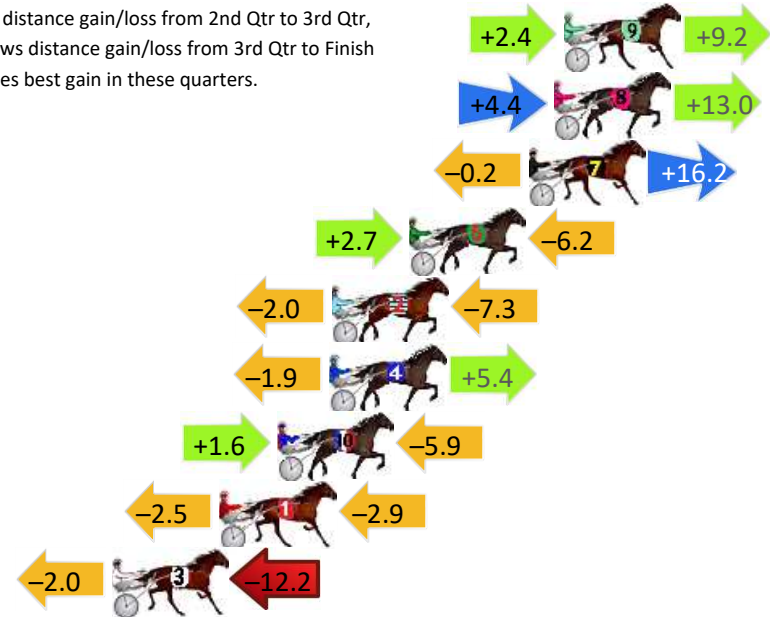 distance gain/loss from 2nd Qtr to 3rd Qtr,
ws distance gain/loss from 3rd Qtr to Finish
es best gain in these quarters.
+2.4 9 +9.2
+4.4 8 +13.0
–0.2 7 +16.2
+2.7 –6.2
–2.0 2 –7.3
–1.9 4 +5.4
+1.6 10 –5.9
–2.5 1 –2.9
–2.0 3 –12.2